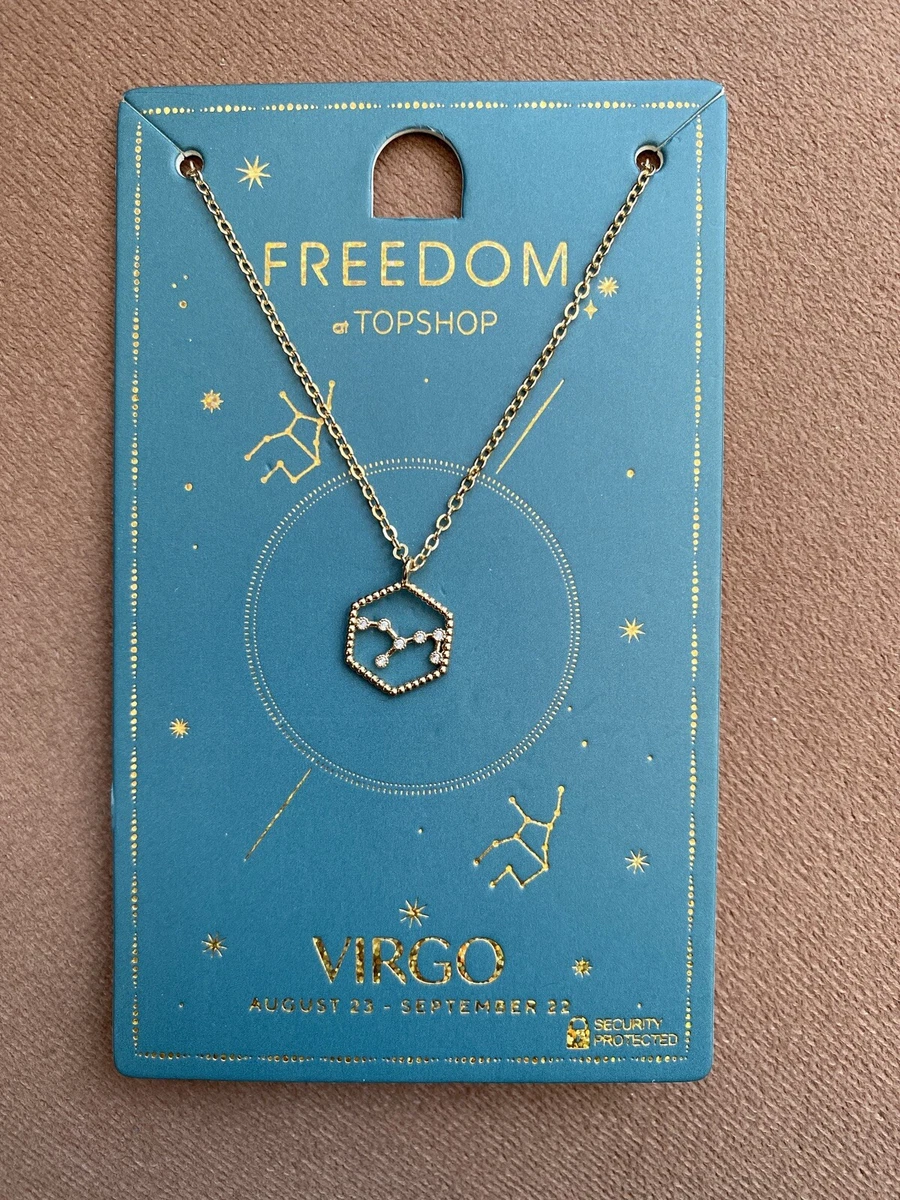 FREEDOM
at TOPSHOP
VIRGO
AUGUST 23 - SEPTEMBER 22
SECURITY
PROTECTED